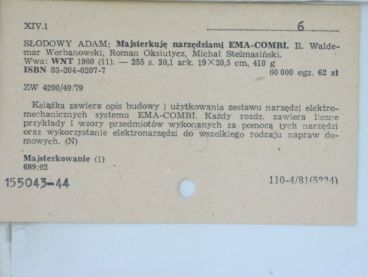 XIV.1 6
SŁODOWY ADAM: Majsterkuję narzędziami EMA-COMBI. Il. Walde-
mar Werbanowski, Roman Oksiutycz, Michał Stelmasiński.
Wwa: WNT 1980 (11). — 255 s. 20,1 ark. 19×20,5 cm, 410 g
ISBN 83-204-0207-7 60 000 egz. 62 zł
ZW 4290/49/79
Książka zawiera opis budowy i użytkowania zestawu narzędzi elektro-
mechanicznych systemu EMA-COMBI. Każdy rozdz. zawiera liczne
przykłady i wzory przedmiotów wykonanych za pomocą tych narzędzi
oraz wykorzystanie elektronarzędzi do wszelkiego rodzaju napraw do-
mowych. (N)
Majsterkowanie (1)
689:62
155043-44 110-4/81(5224)